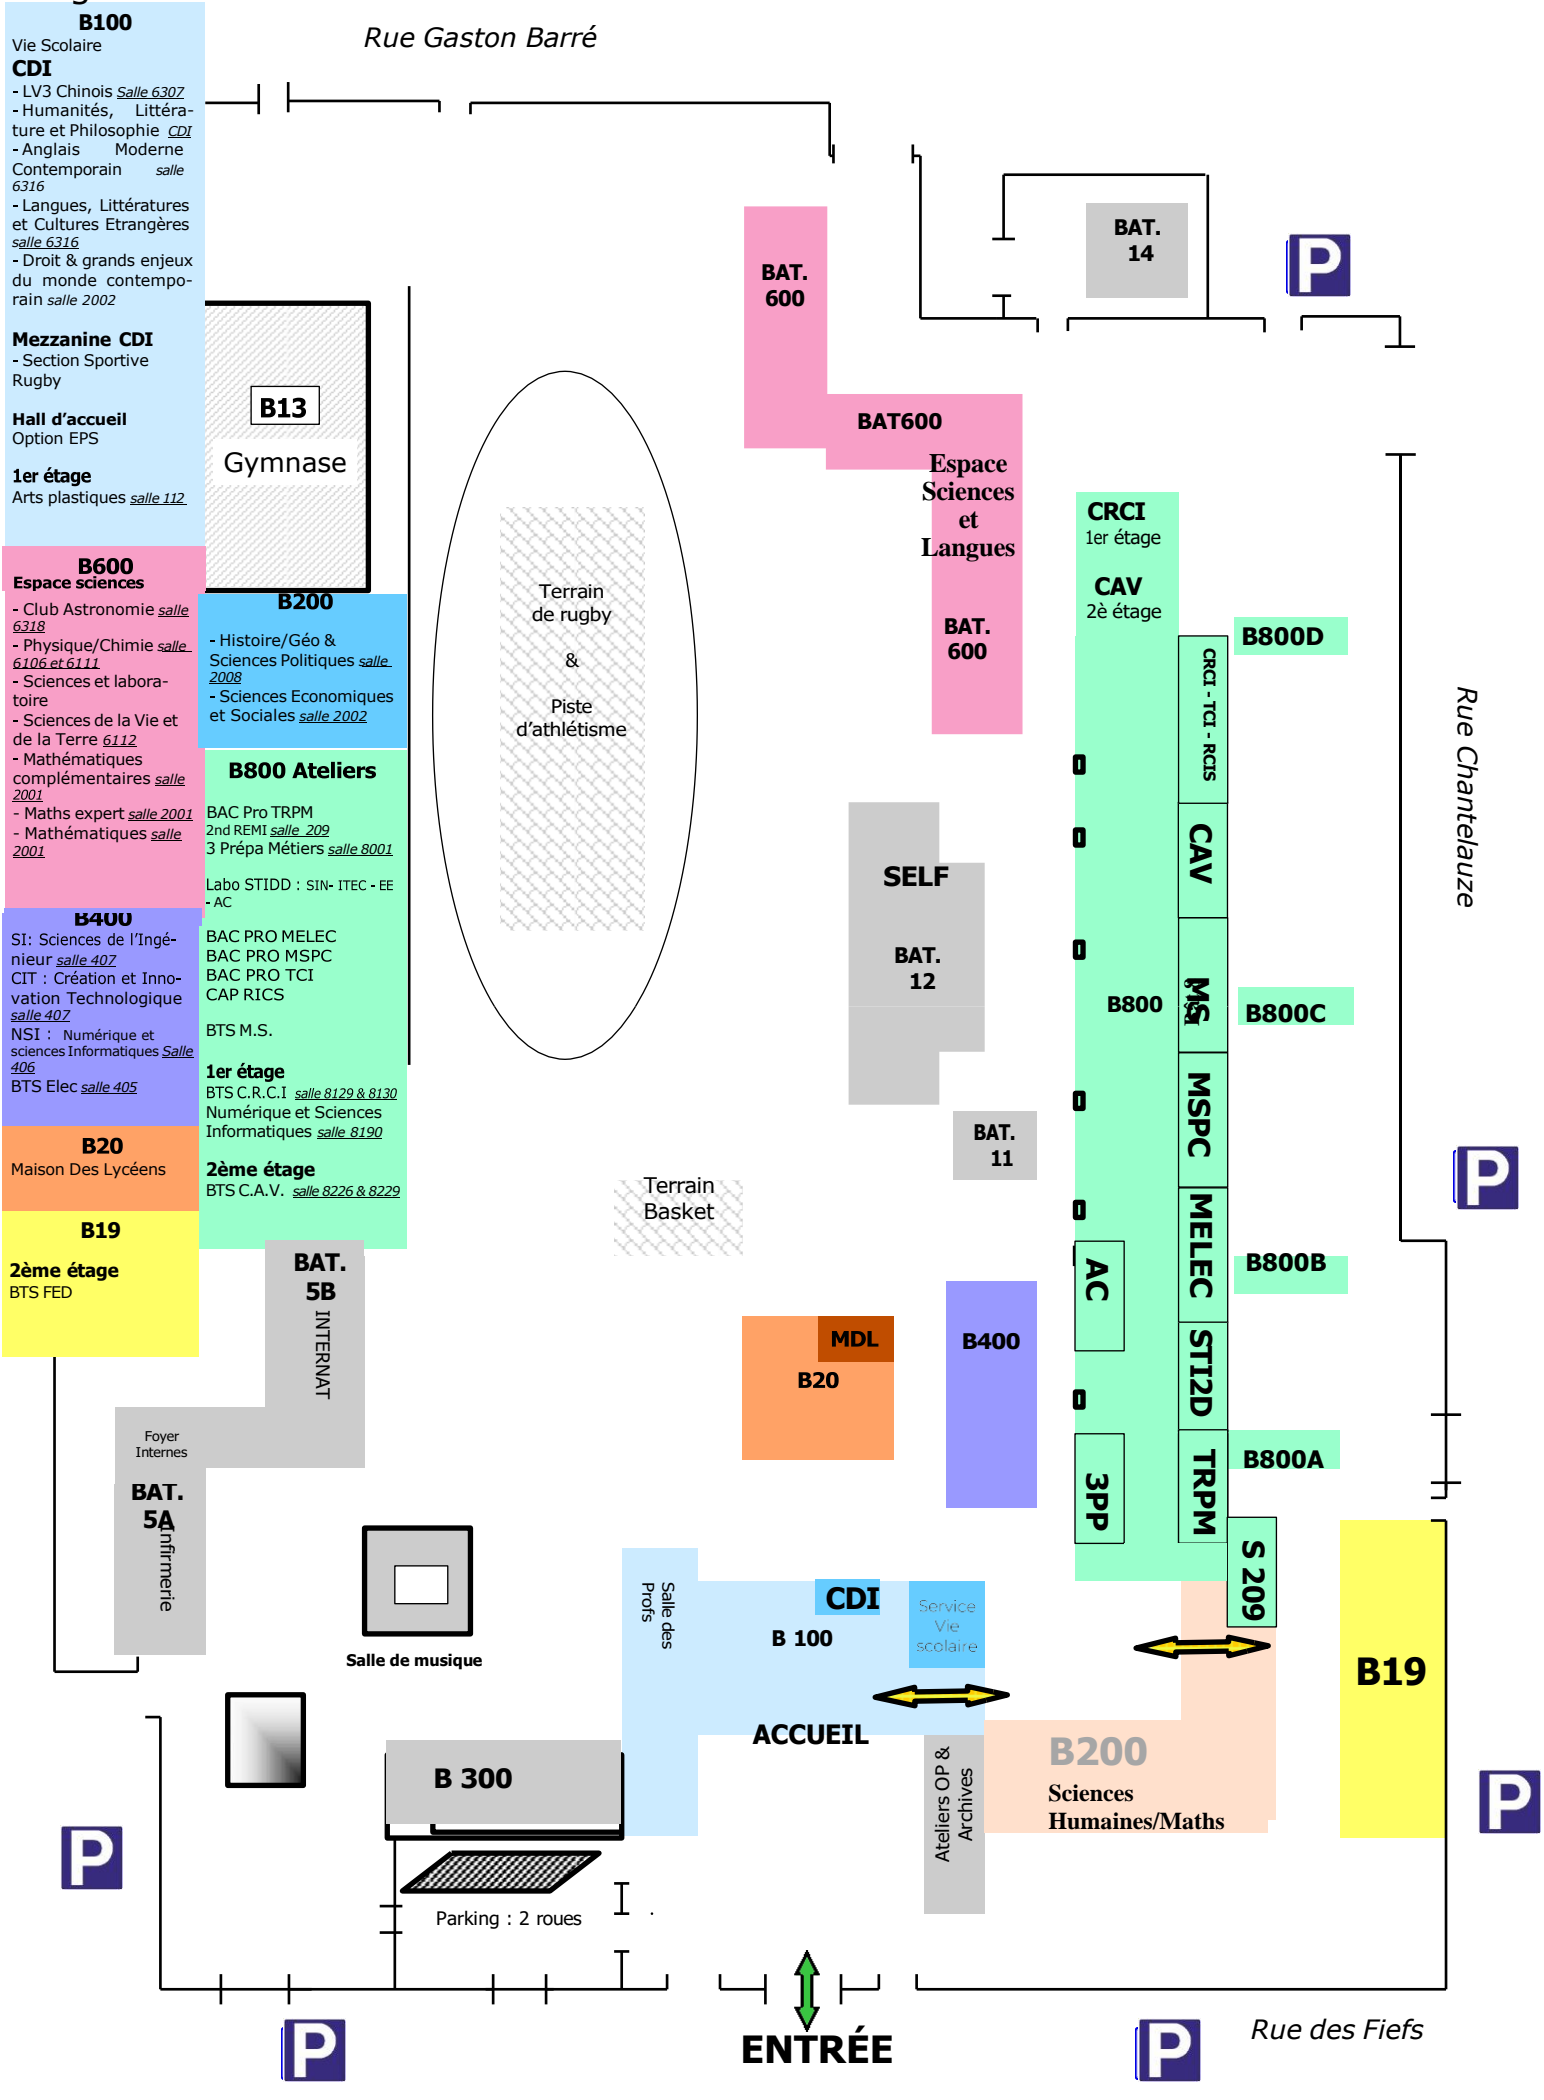 B100
Vie Scolaire
CDI
- LV3 Chinois Salle 6307
- Humanités, Littéra-
ture et Philosophie CDI
- Anglais Moderne
Contemporain salle
6316
- Langues, Littératures
et Cultures Etrangères
salle 6316
- Droit & grands enjeux
du monde contempo-
rain salle 2002
Mezzanine CDI
- Section Sportive
Rugby
Hall d'accueil
Option EPS
1er étage
Arts plastiques salle 112
B600
Espace sciences
- Club Astronomie salle
6318
- Physique/Chimie salle
6106 et 6111
- Sciences et labora-
toire
- Sciences de la Vie et
de la Terre 6112
- Mathématiques
complémentaires salle
2001
- Maths expert salle 2001
- Mathématiques salle
2001
B400
SI: Sciences de l'Ingé-
nieur salle 407
CIT : Création et Inno-
vation Technologique
salle 407
NSI : Numérique et
sciences Informatiques Salle
406
BTS Elec salle 405
B20
Maison Des Lycéens
B19
2ème étage
BTS FED
B200
- Histoire/Géo &
Sciences Politiques salle
2008
- Sciences Economiques
et Sociales salle 2002
B800 Ateliers
BAC Pro TRPM
2nd REMI salle 209
3 Prépa Métiers salle 8001
Labo STIDD : SIN- ITEC - EE
- AC
BAC PRO MELEC
BAC PRO MSPC
BAC PRO TCI
CAP RICS
BTS M.S.
1er étage
BTS C.R.C.I salle 8129 & 8130
Numérique et Sciences
Informatiques salle 8190
2ème étage
BTS C.A.V. salle 8226 & 8229
Rue Gaston Barré
B13
Gymnase
Terrain
de rugby
&
Piste
d'athlétisme
BAT.
600
BAT600
Espace
Sciences
et
Langues
BAT.
600
BAT.
14
P
CRCI
1er étage
CAV
2è étage
B800D
CRCI - TCI - RCIS
CAV
Rue Chantelauze
SELF
BAT.
12
B800
MS
B800C
BAT.
11
MSPC
P
Terrain
Basket
MELEC
AC
B800B
BAT.
5B
INTERNAT
MDL
B20
B400
STI2D
Foyer
Internes
BAT.
5A
Infirmerie
B800A
TRPM
3PP
S 209
Salle de musique
Salle des
Profs
CDI
B 100
Service
Vie
scolaire
B19
ACCUEIL
B 300
Ateliers OP &
Archives
B200
Sciences
Humaines/Maths
P
P
Parking : 2 roues
ENTRÉE
P
P
Rue des Fiefs